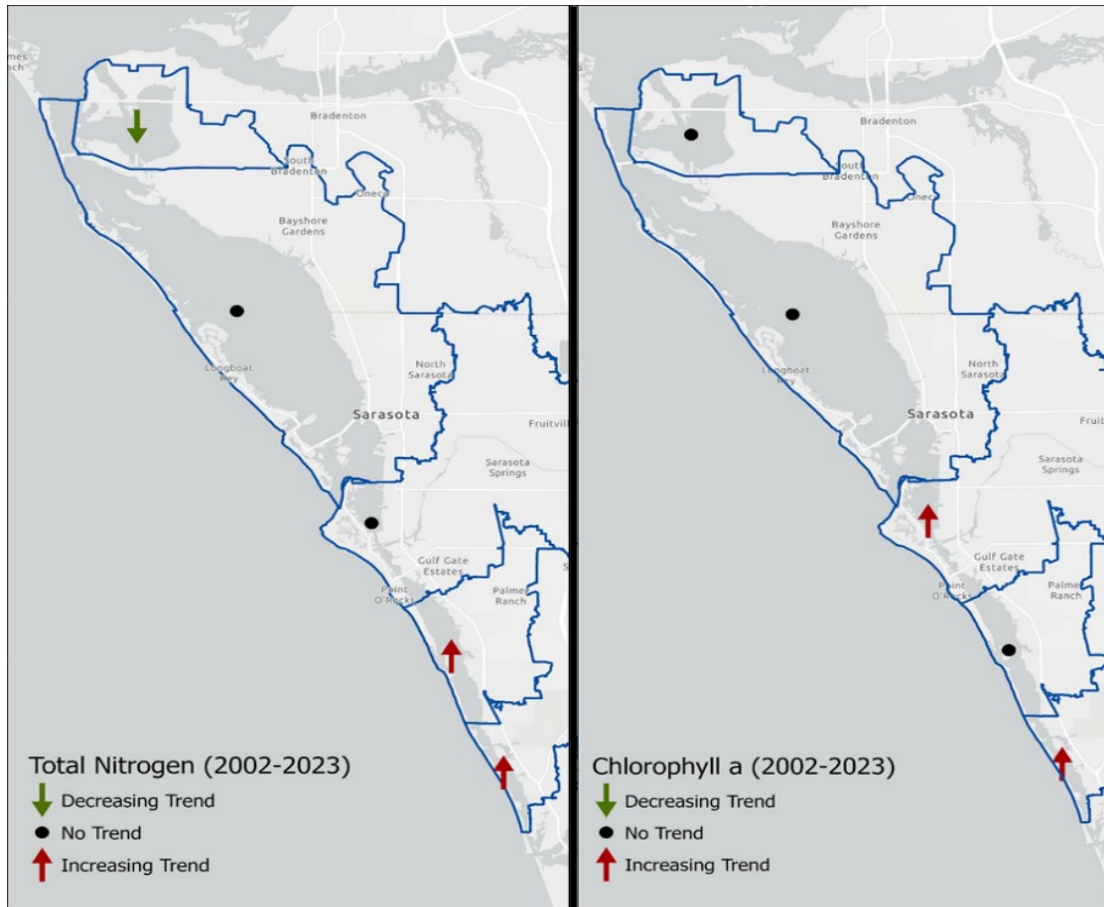 Bradenton
South
Bradenton
Oneco
Bayshore
Gardens
Longboat
Key
North
Sarasota
Sarasota
Fruitvill
Sarasota
Springs
Gulf Gate
Estates
Point
O'Rocks
Palmer
Ranch
Total Nitrogen (2002-2023)
Decreasing Trend
No Trend
Increasing Trend
Bradenton
South
Bradenton
Oneco
Bayshore
Gardens
Longboat
Key
North
Sarasota
Sarasota
Fruitv
Sarasota
Springs
Gulf Gate
Estates
Point
O'Rocks
Palmer
Ranch
Chlorophyll a (2002-2023)
Decreasing Trend
No Trend
Increasing Trend